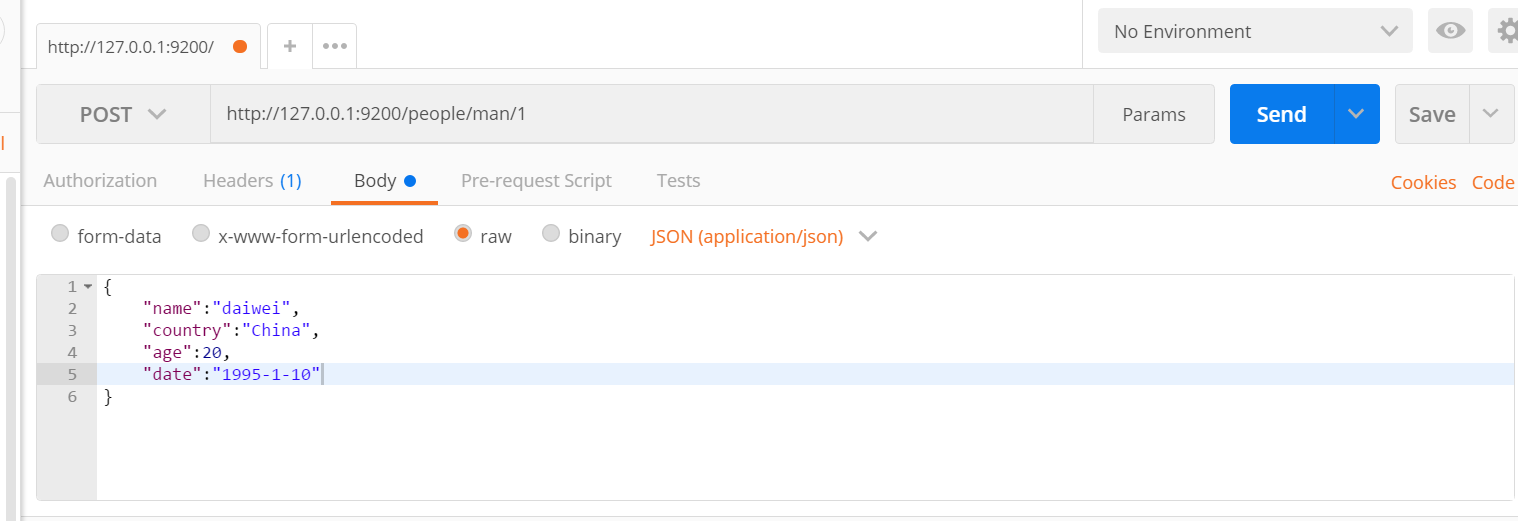 http://127.0.0.1:9200/ + ••• No Environment
POST http://127.0.0.1:9200/people/man/1 Params Send Save
Authorization Headers (1) Body Pre-request Script Tests Cookies Code
form-data x-www-form-urlencoded raw binary JSON (application/json)
1 {
2 "name":"daiwei",
3 "country":"China",
4 "age":20,
5 "date":"1995-1-10"
6 }